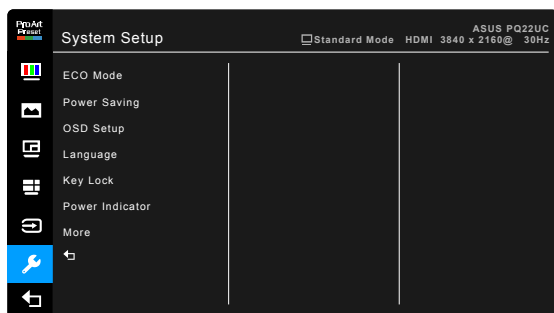 ProArt
Preset
System Setup
Standard Mode HDMI 3840 x 2160@ 30Hz
ASUS PQ22UC
ECO Mode
Power Saving
OSD Setup
Language
Key Lock
Power Indicator
More